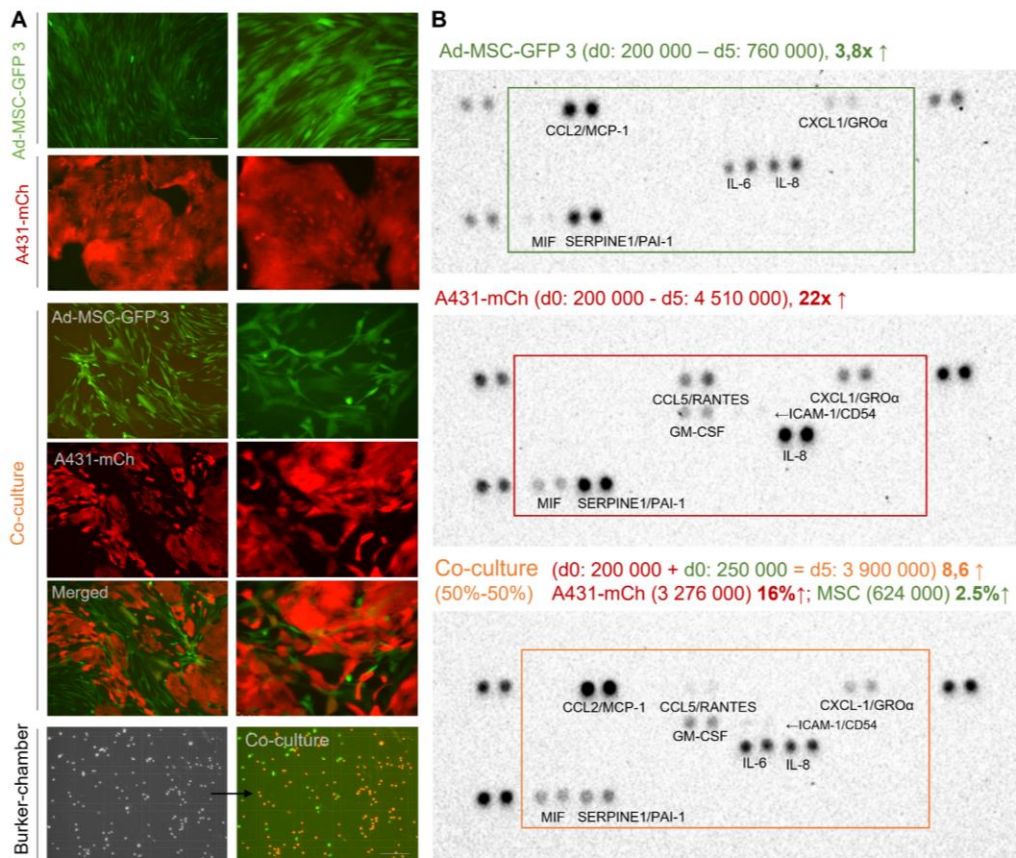 A
Ad-MSC-GFP 3
A431-mCh
Co-culture
Ad-MSC-GFP 3
A431-mCh
Merged
Burker-chamber
Co-culture
B
Ad-MSC-GFP 3 (d0: 200 000 – d5: 760 000), 3,8x ↑
CCL2/MCP-1
CXCL1/GROα
IL-6 IL-8
MIF SERPINE1/PAI-1
A431-mCh (d0: 200 000 - d5: 4 510 000), 22x ↑
CCL5/RANTES CXCL1/GROα
←ICAM-1/CD54
GM-CSF
IL-8
MIF SERPINE1/PAI-1
Co-culture (d0: 200 000 + d0: 250 000 = d5: 3 900 000) 8,6 ↑
(50%-50%) A431-mCh (3 276 000) 16%↑; MSC (624 000) 2.5%↑
CCL2/MCP-1 CCL5/RANTES CXCL-1/GROα
←ICAM-1/CD54
GM-CSF
IL-6 IL-8
MIF SERPINE1/PAI-1